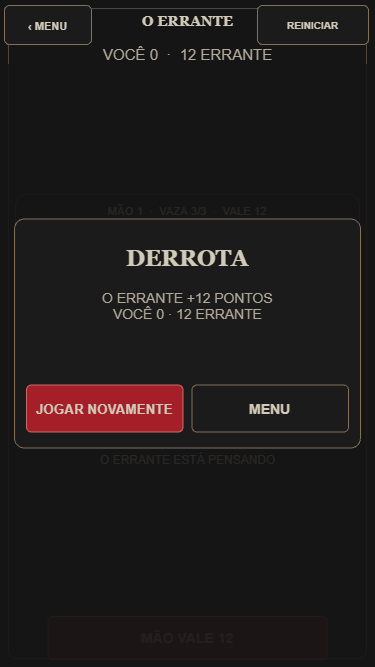 ‹ MENU
O ERRANTE
REINICIAR
VOCÊ 0 · 12 ERRANTE
MÃO 1 · VAZA 3/3 · VALE 12
DERROTA
O ERRANTE +12 PONTOS
VOCÊ 0 · 12 ERRANTE
JOGAR NOVAMENTE
MENU
O ERRANTE ESTÁ PENSANDO
MÃO VALE 12